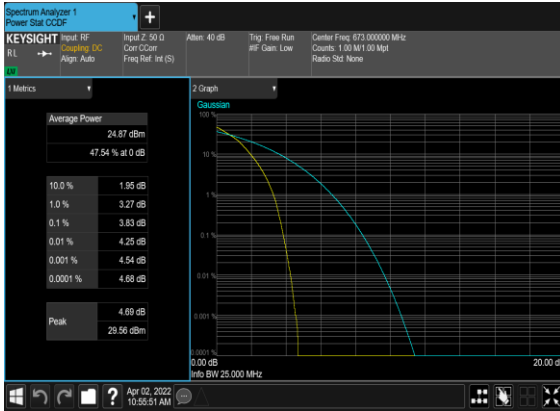 Spectrum Analyzer 1
Power Stat CCDF
KEYSIGHT Input: RF Input Z: 50 Ω Atten: 40 dB Trig: Free Run Center Freq: 673.000000 MHz
RL Coupling: DC Corr CCorr #IF Gain: Low Counts: 1.00 M/1.00 Mpt
Align: Auto Freq Ref: Int (S) Radio Std: None
1 Metrics
Average Power
24.87 dBm
47.54 % at 0 dB
10.0 % 1.95 dB
1.0 % 3.27 dB
0.1 % 3.83 dB
0.01 % 4.25 dB
0.001 % 4.54 dB
0.0001 % 4.68 dB
Peak
4.69 dB
29.56 dBm
2 Graph
Gaussian
100 %
10 %
1 %
0.1 %
0.01 %
0.001 %
0.0001 %
0.00 dB 20.00 d
Info BW 25.000 MHz
? Apr 02, 2022
10:55:51 AM